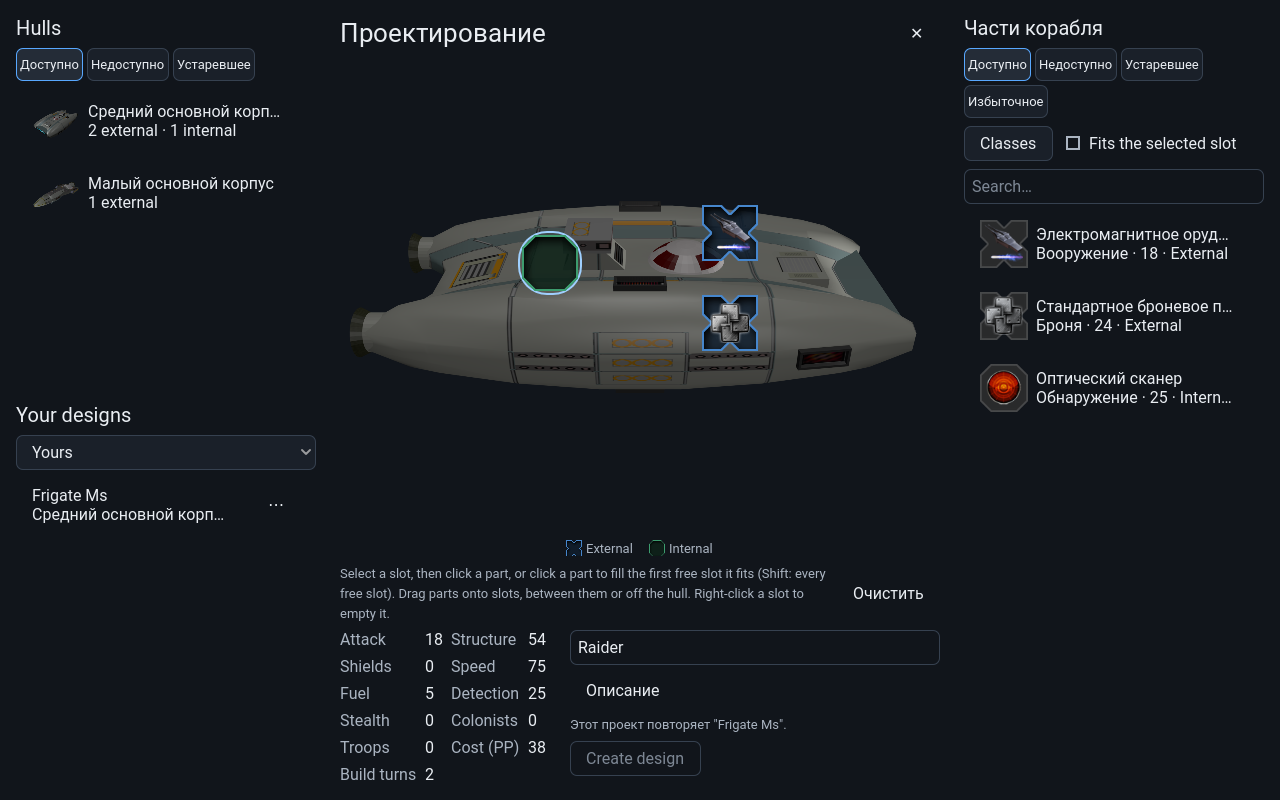 Hulls
Доступно
Недоступно
Устаревшее
Средний основной корп…
2 external · 1 internal
Малый основной корпус
1 external
Your designs
Yours
Frigate Ms
Средний основной корп…
…
Проектирование
×
External
Internal
Select a slot, then click a part, or click a part to fill the first free slot it fits (Shift: every
free slot). Drag parts onto slots, between them or off the hull. Right-click a slot to
empty it.
Очистить
Attack 18 Structure 54
Shields 0 Speed 75
Fuel 5 Detection 25
Stealth 0 Colonists 0
Troops 0 Cost (PP) 38
Build turns 2
Raider
Описание
Этот проект повторяет "Frigate Ms".
Create design
Части корабля
Доступно
Недоступно
Устаревшее
Избыточное
Classes
Fits the selected slot
Search…
Электромагнитное оруд…
Вооружение · 18 · External
Стандартное броневое п…
Броня · 24 · External
Оптический сканер
Обнаружение · 25 · Intern…